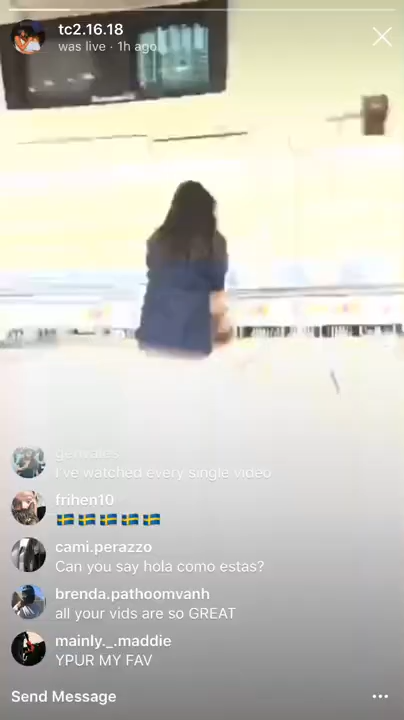 tc2.16.18
was live · 1h ago
genvales
I've watched every single video
frihen10
🇸🇪 🇸🇪 🇸🇪 🇸🇪 🇸🇪
cami.perazzo
Can you say hola como estas?
brenda.pathoomvanh
all your vids are so GREAT
mainly._.maddie
YPUR MY FAV
Send Message